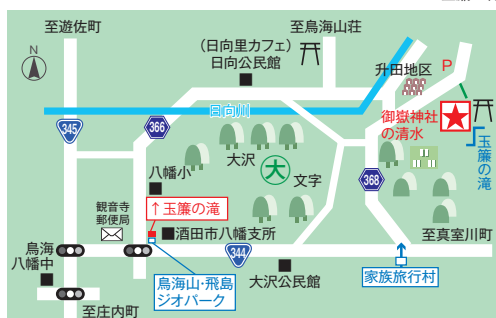 至遊佐町
至鳥海山荘
(日向里カフェ)
日向公民館
N
升田地区
P
日向川
御嶽神社
の清水
345
366
玉簾の滝
大沢
大
文字
八幡小
368
観音寺
郵便局
↑玉簾の滝
酒田市八幡支所
至真室川町
鳥海
八幡中
344
鳥海山・飛島
ジオパーク
大沢公民館
家族旅行村
至庄内町